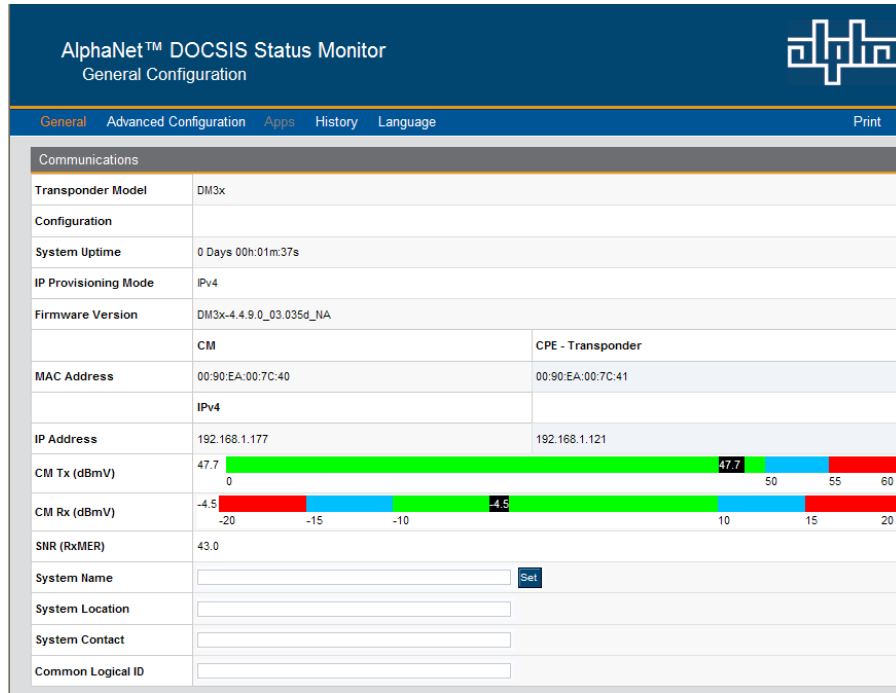 AlphaNet™ DOCSIS Status Monitor
General Configuration
alpha
General Advanced Configuration Apps History Language Print
Communications
Transponder Model DM3x
Configuration
System Uptime 0 Days 00h:01m:37s
IP Provisioning Mode IPv4
Firmware Version DM3x-4.4.9.0_03.035d_NA
CM CPE - Transponder
MAC Address 00:90:EA:00:7C:40 00:90:EA:00:7C:41
IPv4
IP Address 192.168.1.177 192.168.1.121
CM Tx (dBmV) 47.7 47.7
0 50 55 60
CM Rx (dBmV) -4.5 -4.5
-20 -15 -10 10 15 20
SNR (RxMER) 43.0
System Name Set
System Location
System Contact
Common Logical ID